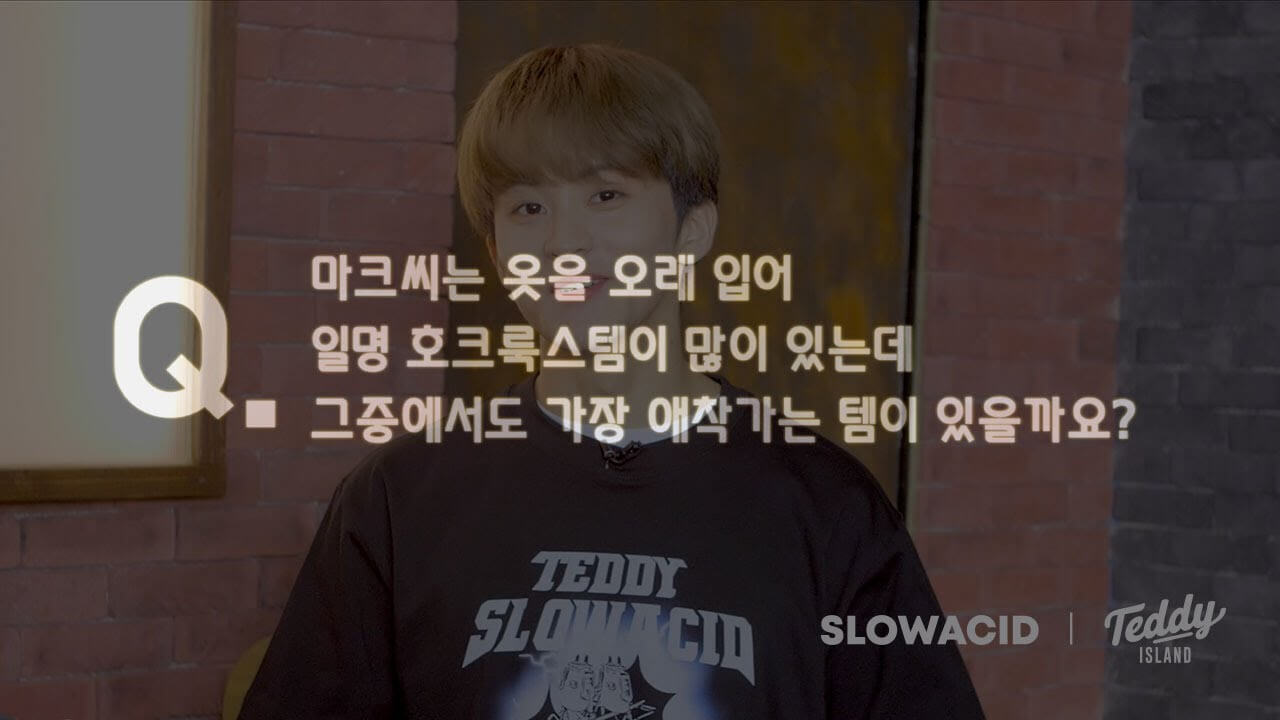 Q.
마크씨는 옷을 오래 입어
일명 호크룩스템이 많이 있는데
그중에서도 가장 애착가는 템이 있을까요?
TEDDY
SLOWACID
SLOWACID | Teddy
ISLAND